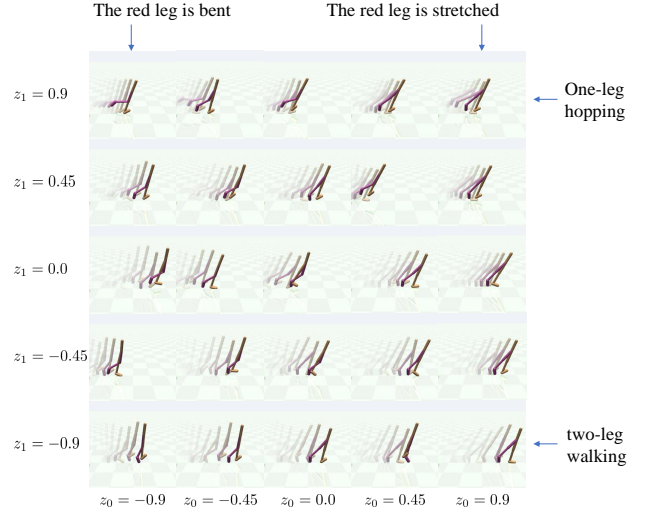 The red leg is bent
The red leg is stretched
z₁ = 0.9
One-leg
hopping
z₁ = 0.45
z₁ = 0.0
z₁ = −0.45
z₁ = −0.9
two-leg
walking
z₀ = −0.9
z₀ = −0.45
z₀ = 0.0
z₀ = 0.45
z₀ = 0.9